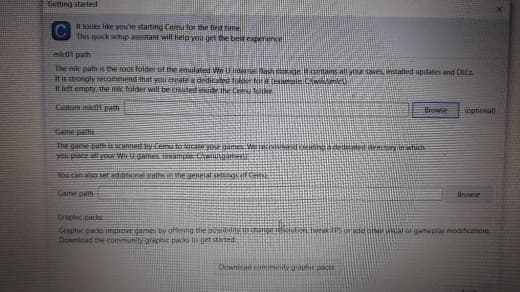 Getting started
It looks like you're starting Cemu for the first time.
This quick setup assistant will help you get the best experience
mlc01 path
The mlc path is the root folder of the emulated Wii U internal flash storage. It contains all your saves, installed updates and DLCs.
It is strongly recommend that you create a dedicated folder for it (example: C:\wiiu\mlc\)
If left empty, the mlc folder will be created inside the Cemu folder.
Custom mlc01 path
Browse
(optional)
Game paths
The game path is scanned by Cemu to locate your games. We recommend creating a dedicated directory in which
you place all your Wii U games. (example: C:\wiiu\games\)
You can also set additional paths in the general settings of Cemu.
Game path
Browse
Graphic packs
Graphic packs improve games by offering the possibility to change resolution, tweak FPS or add other visual or gameplay modifications.
Download the community graphic packs to get started.
Download community graphic packs